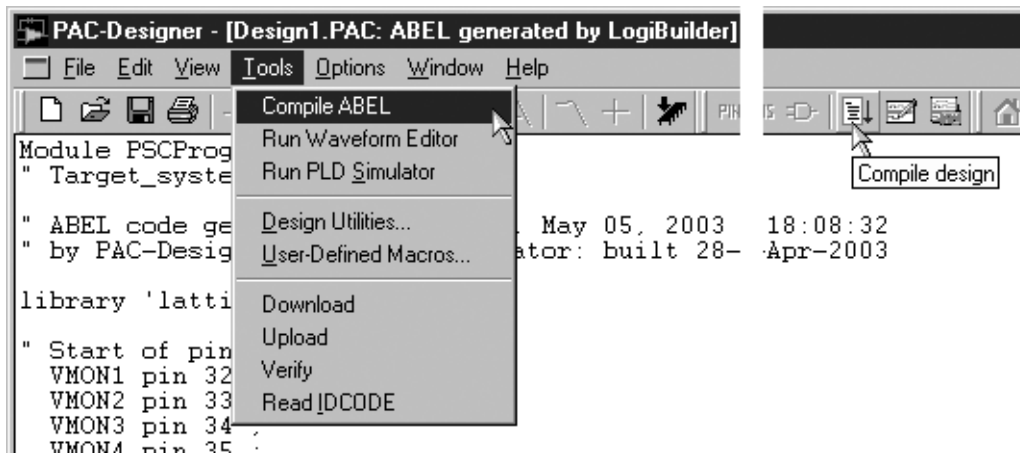 PAC-Designer - [Design1.PAC: ABEL generated by LogiBuilder]
File Edit View Tools Options Window Help
Compile ABEL
Run Waveform Editor
Run PLD Simulator
Design Utilities...
User-Defined Macros...
Download
Upload
Verify
Read IDCODE
Compile design
Module PSCProg
" Target_syste
" ABEL code ge May 05, 2003 18:08:32
" by PAC-Desig ator: built 28- Apr-2003
library 'latti
" Start of pin
VMON1 pin 32
VMON2 pin 33
VMON3 pin 34 ;
VMON4 pin 35 ;